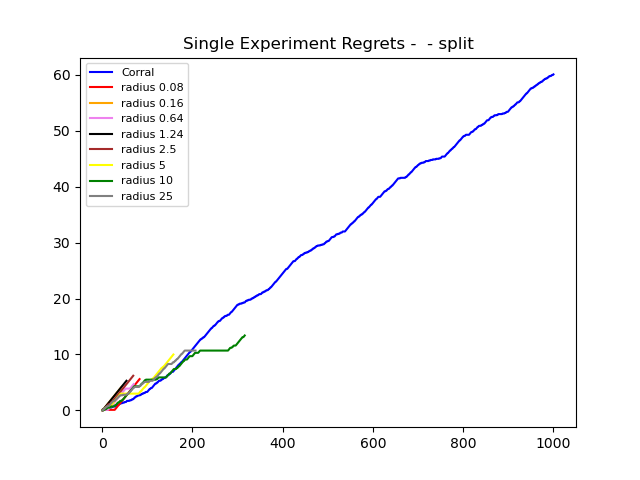 Single Experiment Regrets -  - split
Corral
radius 0.08
radius 0.16
radius 0.64
radius 1.24
radius 2.5
radius 5
radius 10
radius 25
60
50
40
30
20
10
0
0 200 400 600 800 1000